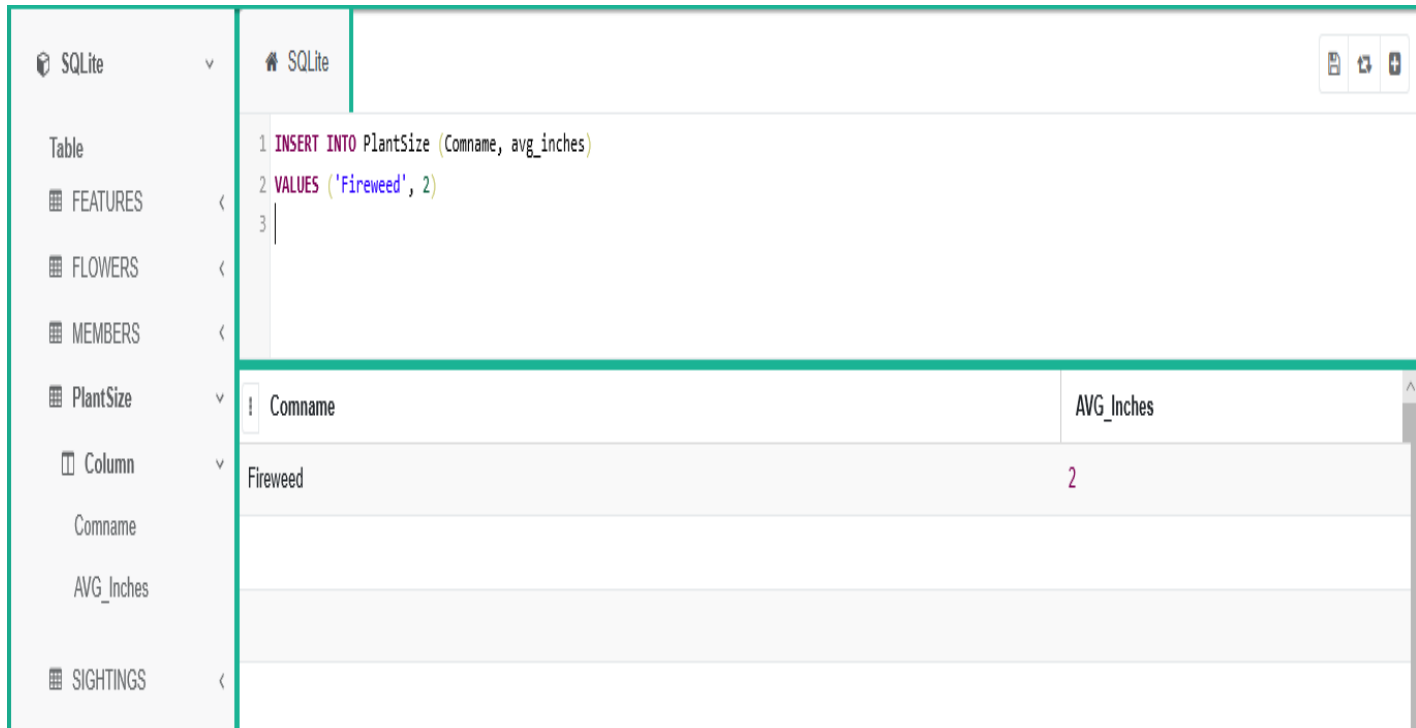 SQLite
Table
FEATURES
FLOWERS
MEMBERS
PlantSize
Column
Comname
AVG_Inches
SIGHTINGS
SQLite
1 INSERT INTO PlantSize (Comname, avg_inches)
2 VALUES ('Fireweed', 2)
3
Comname AVG_Inches
Fireweed 2